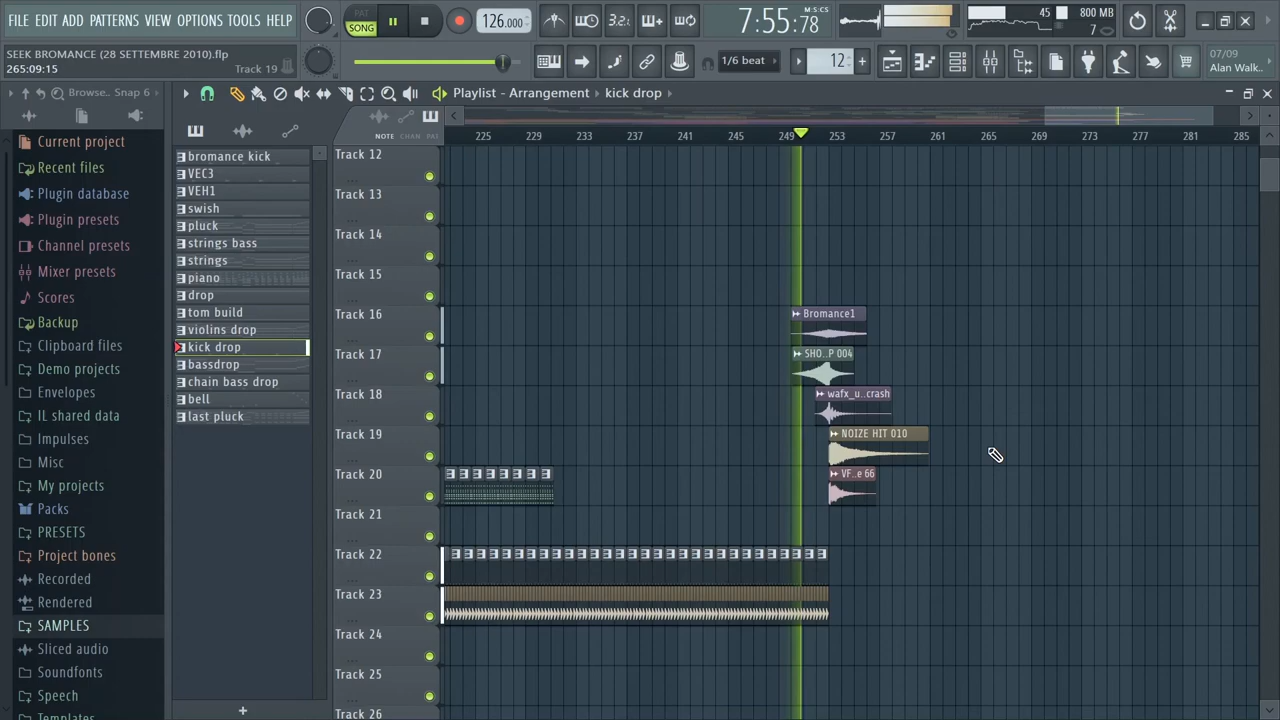 FILE EDIT ADD PATTERNS VIEW OPTIONS TOOLS HELP
PAT
SONG
126.000
3.2
7:55:78
M:S:CS
45
800 MB
7
SEEK BROMANCE (28 SETTEMBRE 2010).flp
265:09:15
Track 19
1/6 beat
12
07/09
Alan Walk..
Browse.. Snap 6
Playlist - Arrangement
kick drop
NOTE CHAN PAT
225 229 233 237 241 245 249 253 257 261 265 269 273 277 281 285
Current project
Recent files
Plugin database
Plugin presets
Channel presets
Mixer presets
Scores
Backup
Clipboard files
Demo projects
Envelopes
IL shared data
Impulses
Misc
My projects
Packs
PRESETS
Project bones
Recorded
Rendered
SAMPLES
Sliced audio
Soundfonts
Speech
Templates
bromance kick
VEC3
VEH1
swish
pluck
strings bass
strings
piano
drop
tom build
violins drop
kick drop
bassdrop
chain bass drop
bell
last pluck
+
Track 12
Track 13
Track 14
Track 15
Track 16
Bromance1
Track 17
SHO..P 004
Track 18
wafx_u..crash
Track 19
NOIZE HIT 010
Track 20
VF..e 66
Track 21
Track 22
Track 23
Track 24
Track 25
Track 26